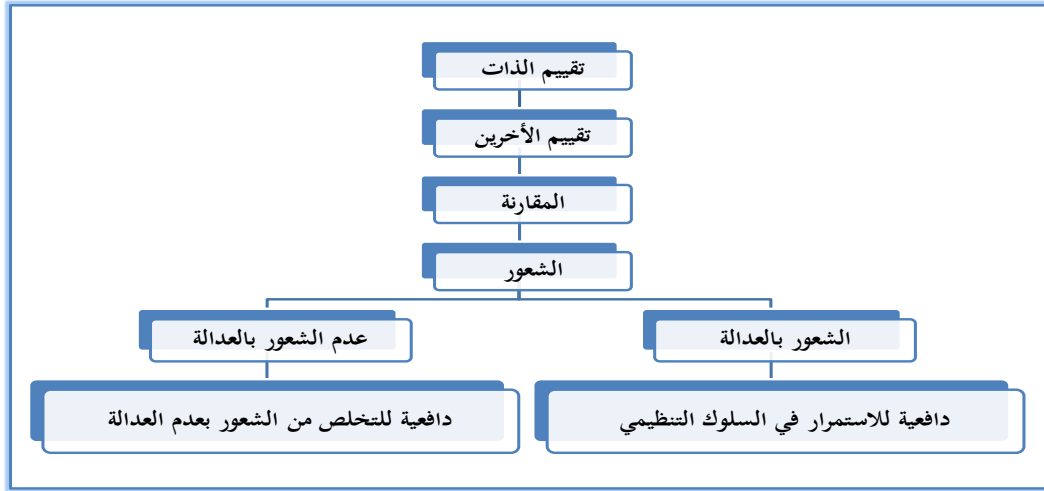 تقييم الذات
تقييم الأخرين
المقارنة
الشعور
الشعور بالعدالة
عدم الشعور بالعدالة
دافعية للاستمرار في السلوك التنظيمي
دافعية للتخلص من الشعور بعدم العدالة